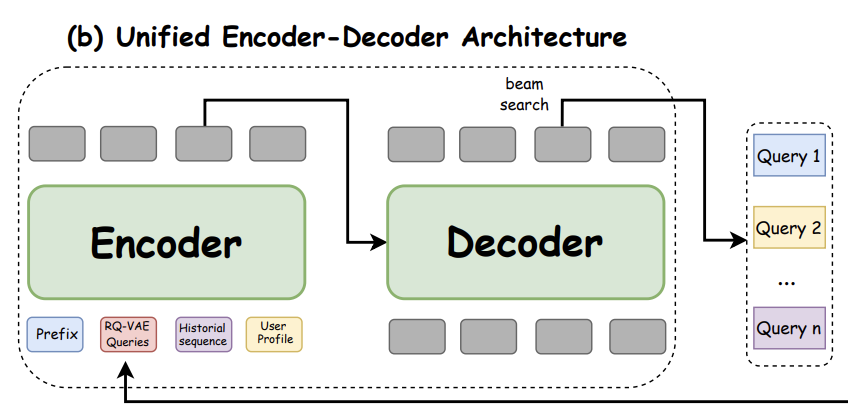 (b) Unified Encoder-Decoder Architecture
beam
search
Encoder
Decoder
Prefix
RQ-VAE
Queries
Historial
sequence
User
Profile
Query 1
Query 2
...
Query n